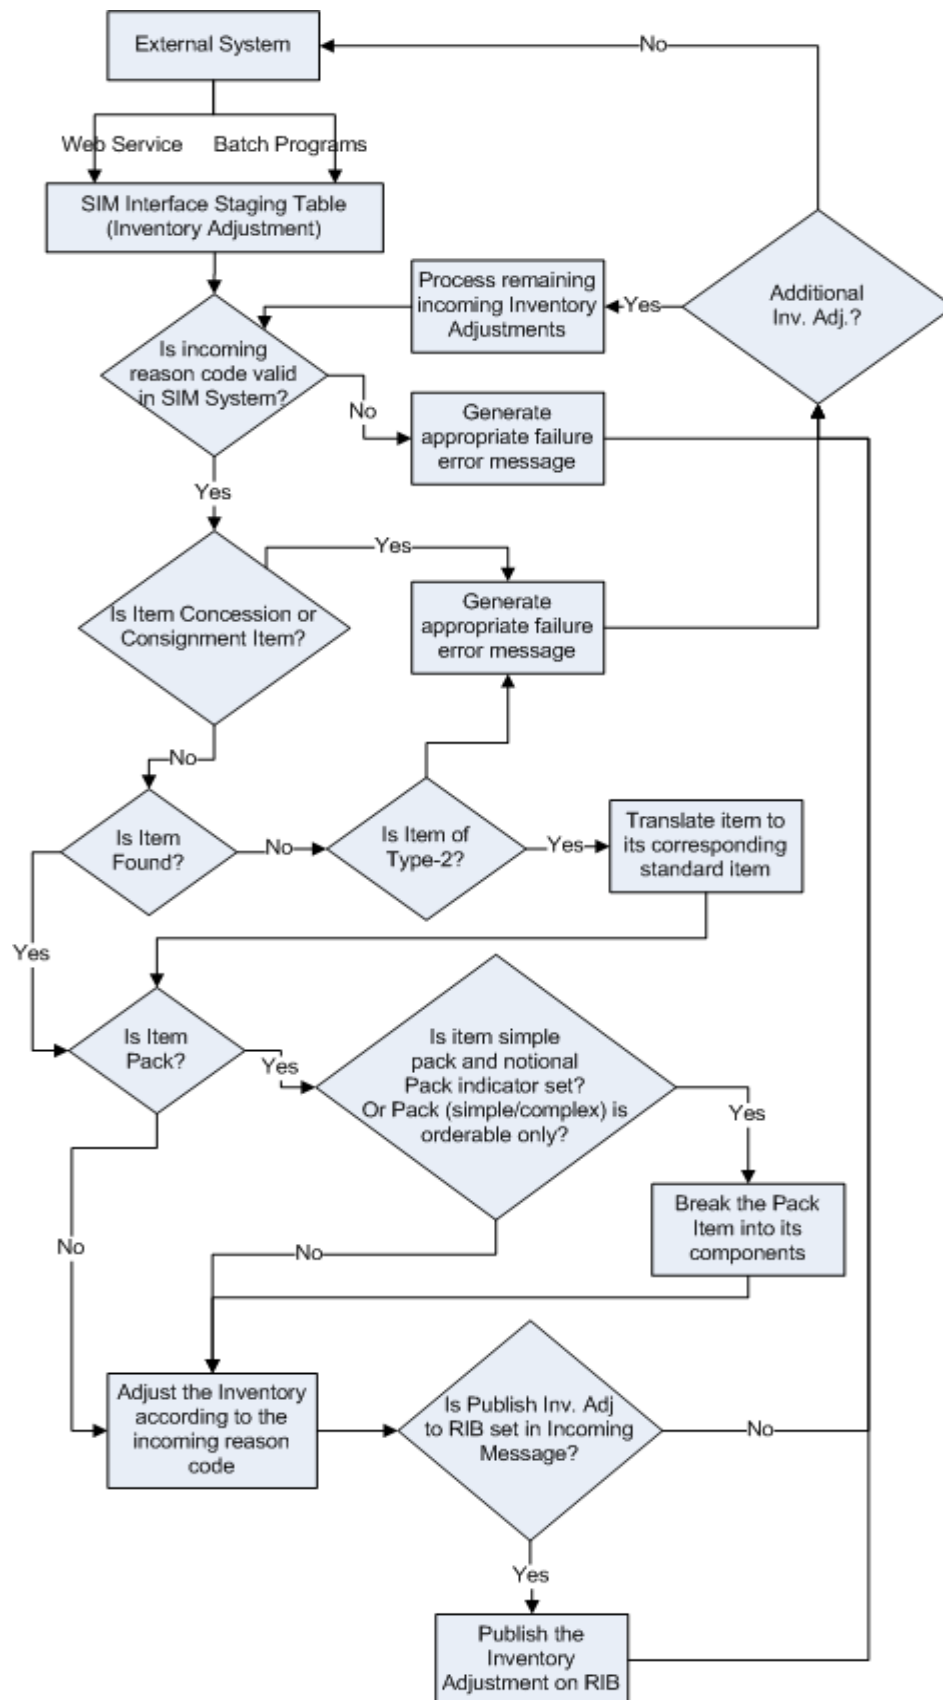 External System
No
Web Service
Batch Programs
SIM Interface Staging Table
(Inventory Adjustment)
Process remaining
incoming Inventory
Adjustments
Yes
Additional
Inv. Adj.?
Is incoming
reason code valid
in SIM System?
No
Generate
appropriate failure
error message
Yes
Yes
Is Item Concession or
Consignment Item?
Generate
appropriate failure
error message
No
Is Item
Found?
No
Is Item of
Type-2?
Yes
Translate item to
its corresponding
standard item
Yes
Is Item
Pack?
Yes
Is item simple
pack and notional
Pack indicator set?
Or Pack (simple/complex) is
orderable only?
Yes
Break the Pack
Item into its
components
No
No
Adjust the Inventory
according to the
incoming reason
code
Is Publish Inv. Adj
to RIB set in Incoming
Message?
No
Yes
Publish the
Inventory
Adjustment on RIB